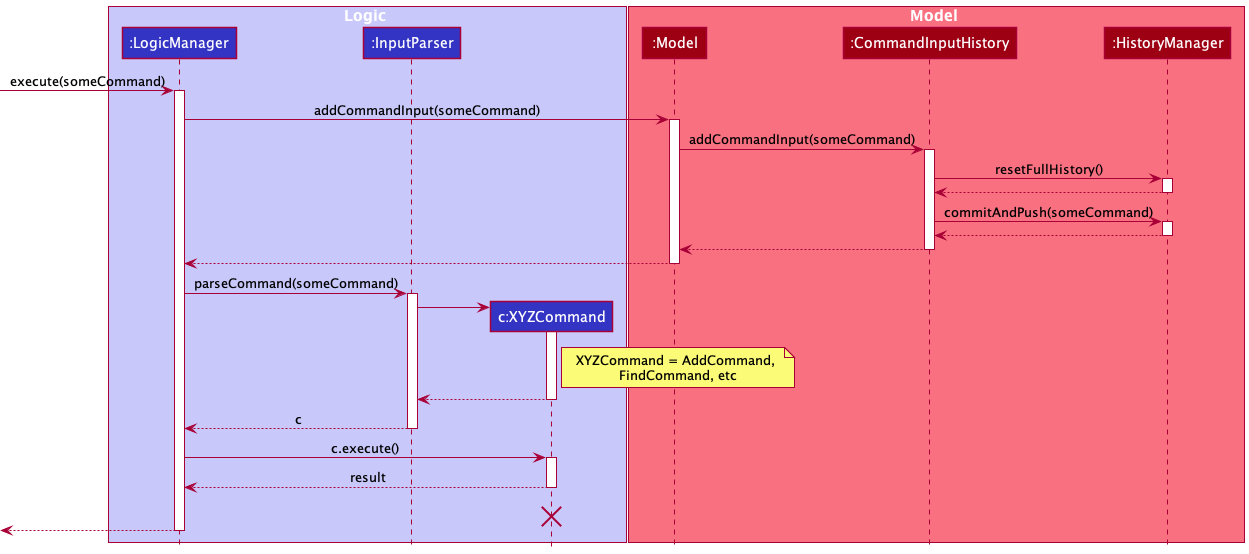 Logic
Model
:LogicManager
:InputParser
:Model
:CommandInputHistory
:HistoryManager
execute(someCommand)
addCommandInput(someCommand)
addCommandInput(someCommand)
resetFullHistory()
commitAndPush(someCommand)
parseCommand(someCommand)
c:XYZCommand
XYZCommand = AddCommand,
FindCommand, etc
c
c.execute()
result